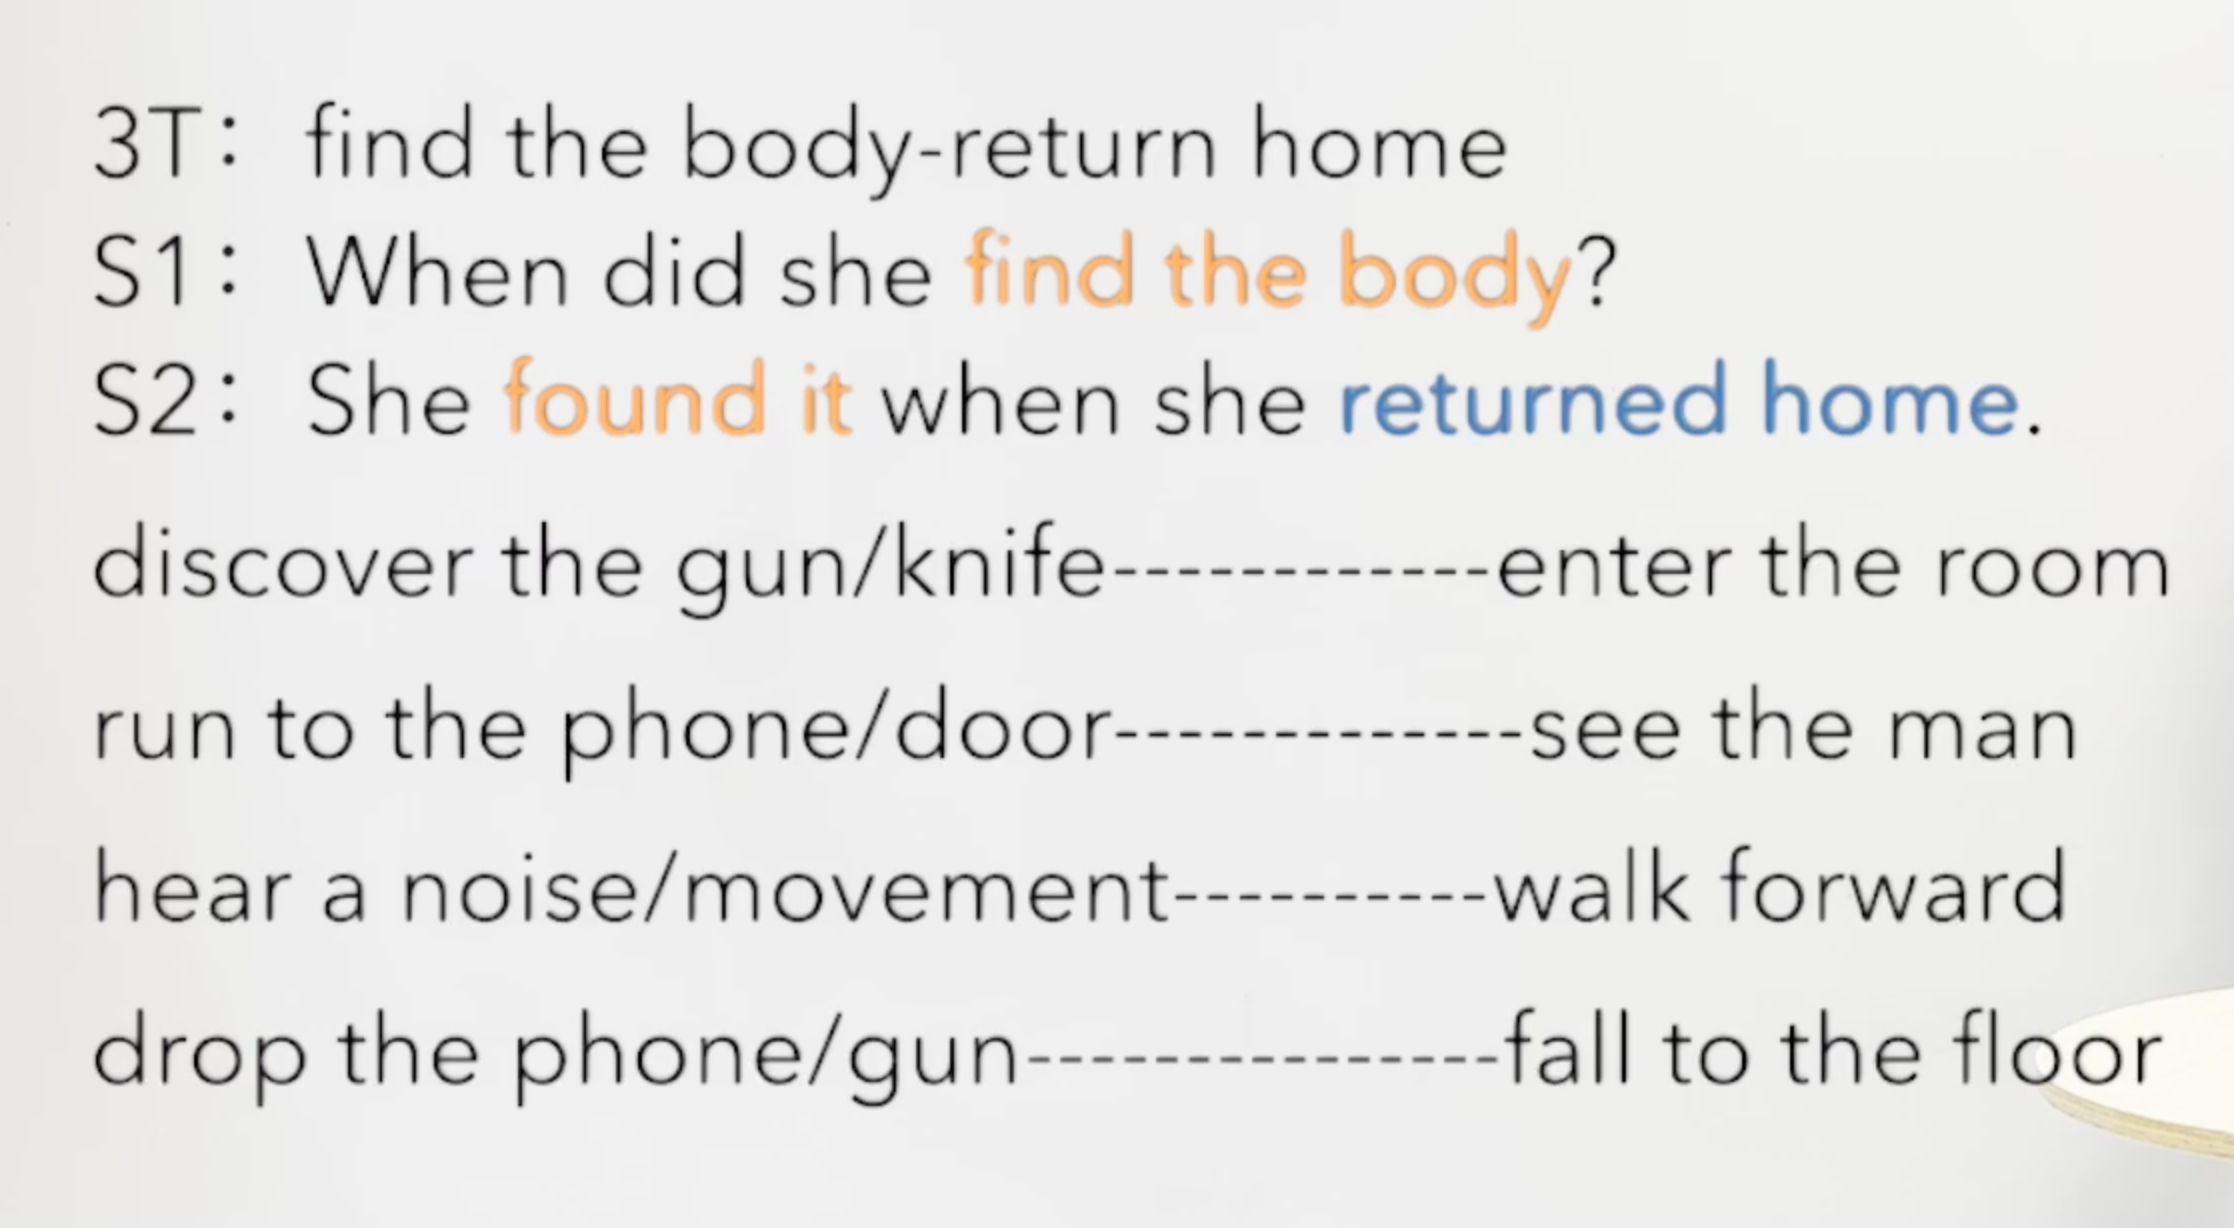 3T: find the body-return home
S1: When did she find the body?
S2: She found it when she returned home.
discover the gun/knife------------enter the room
run to the phone/door-------------see the man
hear a noise/movement----------walk forward
drop the phone/gun---------------fall to the floor